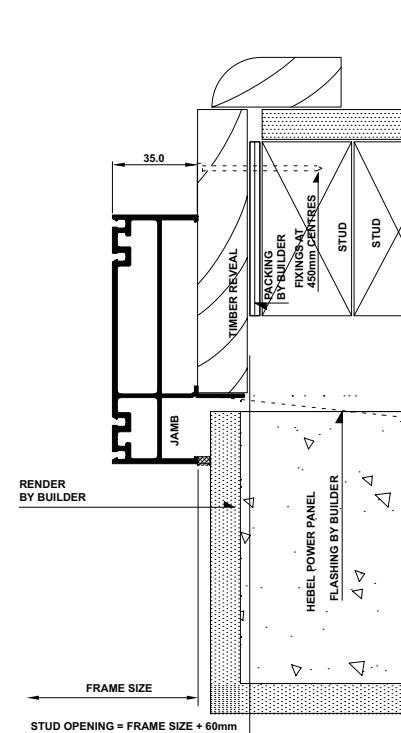 35.0
TIMBER REVEAL
PACKING
BY BUILDER
FIXINGS AT
450mm CENTRES
STUD
STUD
JAMB
RENDER
BY BUILDER
HEBEL POWER PANEL
FLASHING BY BUILDER
FRAME SIZE
STUD OPENING = FRAME SIZE + 60mm